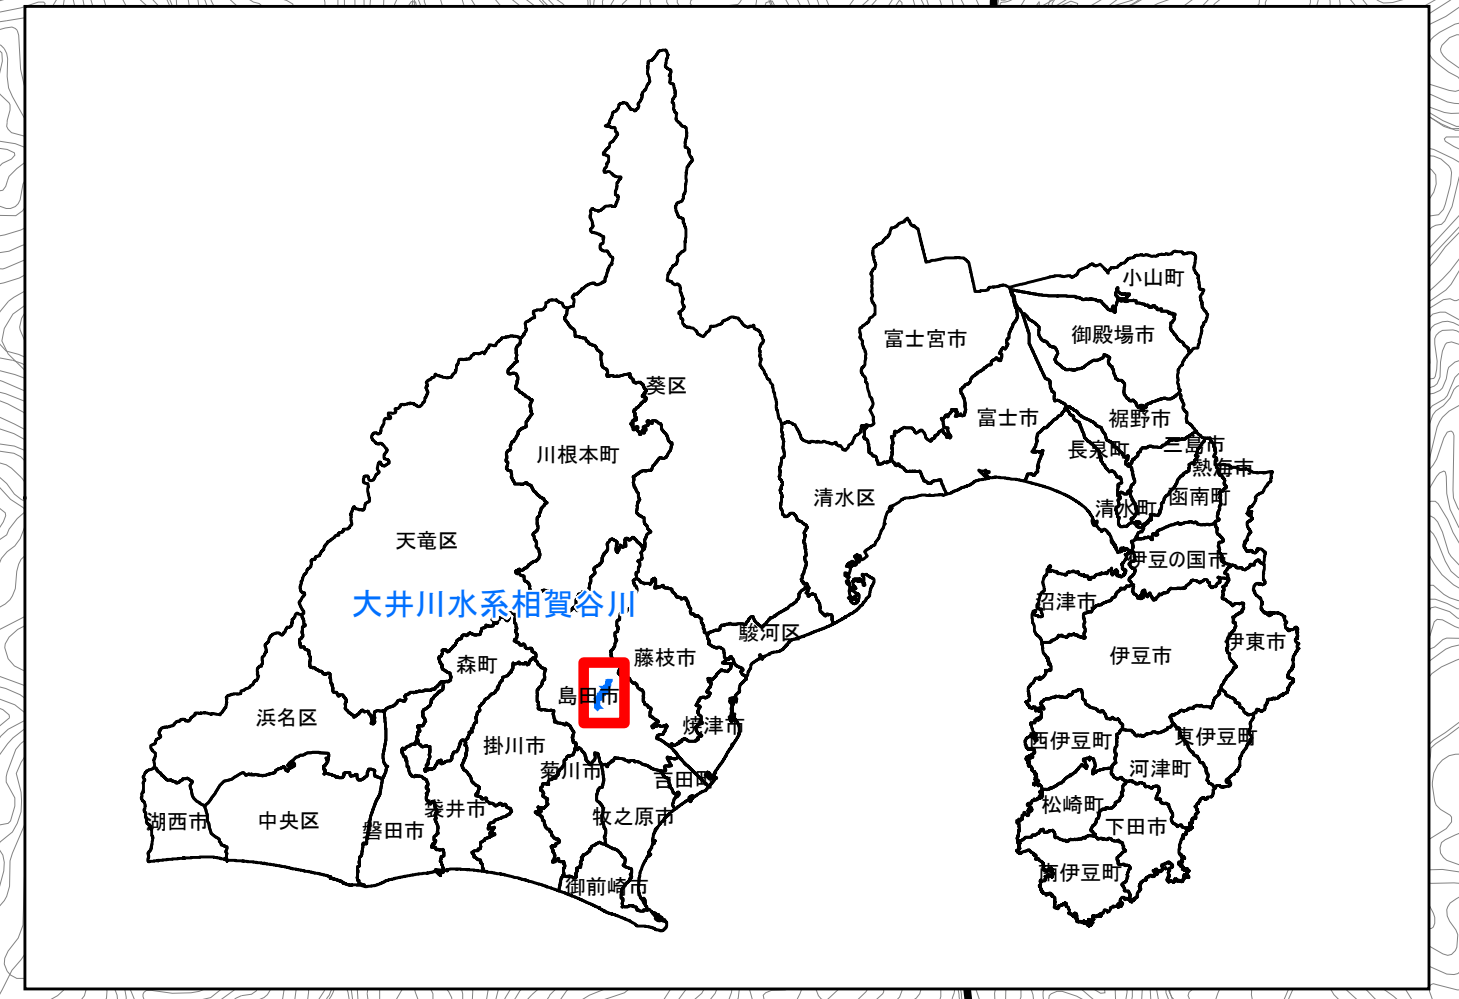 小山町
御殿場市
富士宮市
葵区
富士市
裾野市
三島市
長泉町
川根本町
熱海市
函南町
清水区
清水町
天竜区
伊豆の国市
沼津市
大井川水系相賀谷川
駿河区
伊東市
伊豆市
藤枝市
森町
島田市
浜名区
焼津市
東伊豆町
西伊豆町
掛川市
河津町
菊川市
吉田町
松崎町
袋井市
牧之原市
湖西市
中央区
下田市
磐田市
南伊豆町
御前崎市